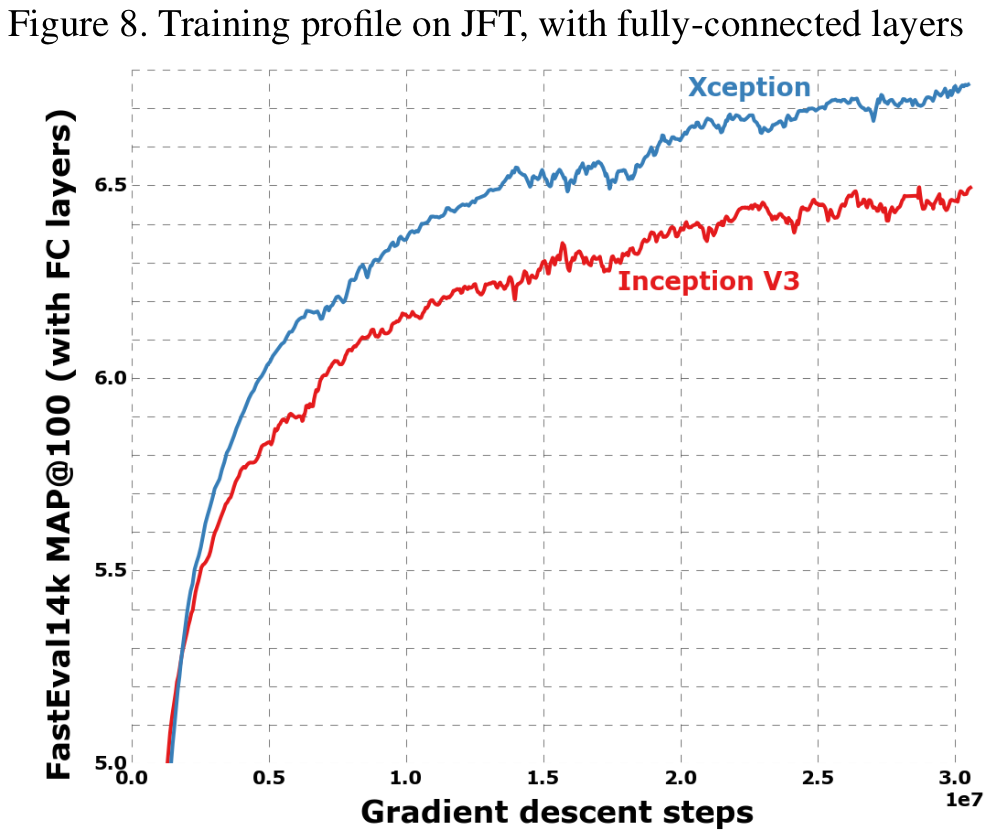 Figure 8. Training profile on JFT, with fully-connected layers
FastEval14k MAP@100 (with FC layers)
Xception
6.5
Inception V3
6.0
5.5
5.0
0.0 0.5 1.0 1.5 2.0 2.5 3.0
1e7
Gradient descent steps